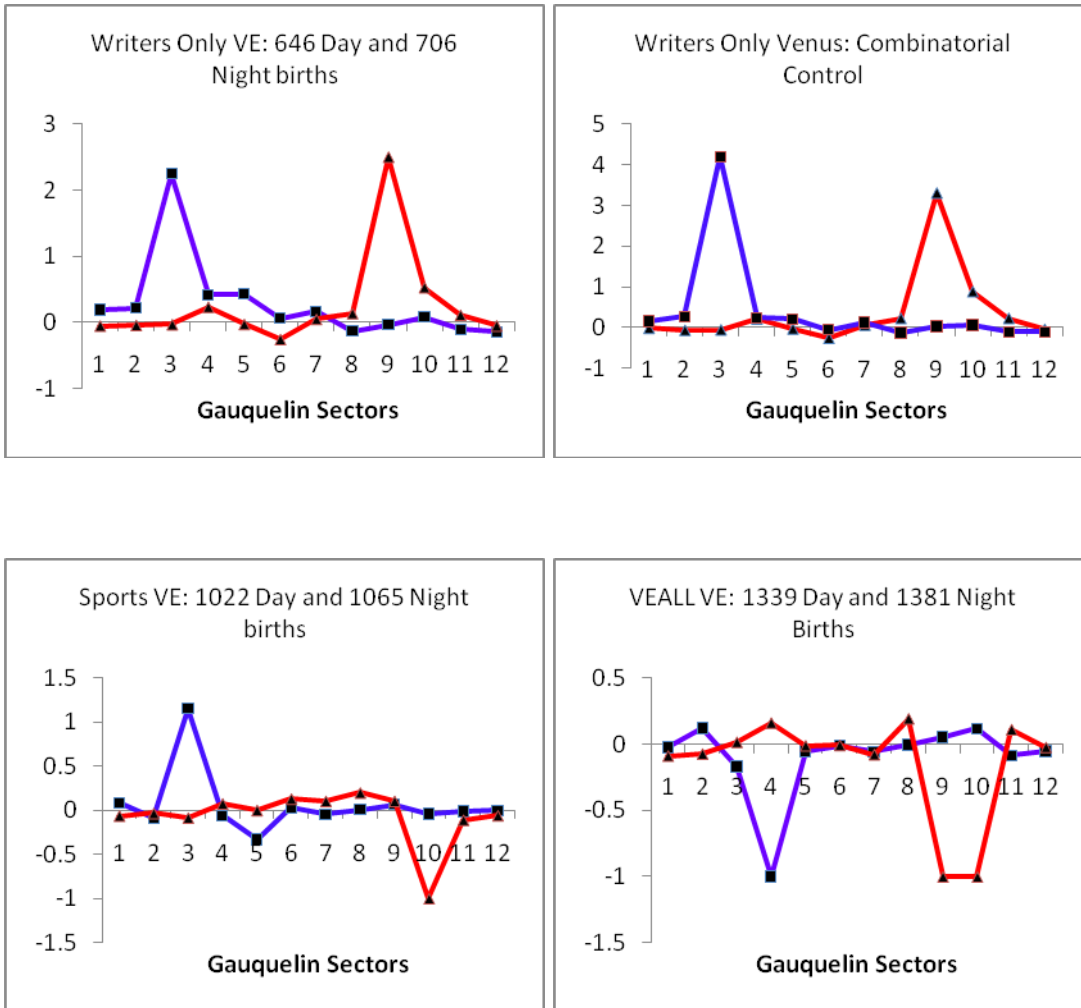 Writers Only VE: 646 Day and 706
Night births
3
2
1
0
-1
1 2 3 4 5 6 7 8 9 10 11 12
Gauquelin Sectors
Writers Only Venus: Combinatorial
Control
5
4
3
2
1
0
-1
1 2 3 4 5 6 7 8 9 10 11 12
Gauquelin Sectors
Sports VE: 1022 Day and 1065 Night
births
1.5
1
0.5
0
-0.5
-1
-1.5
1 2 3 4 5 6 7 8 9 10 11 12
Gauquelin Sectors
VEALL VE: 1339 Day and 1381 Night
Births
0.5
0
-0.5
-1
-1.5
1 2 3 4 5 6 7 8 9 10 11 12
Gauquelin Sectors